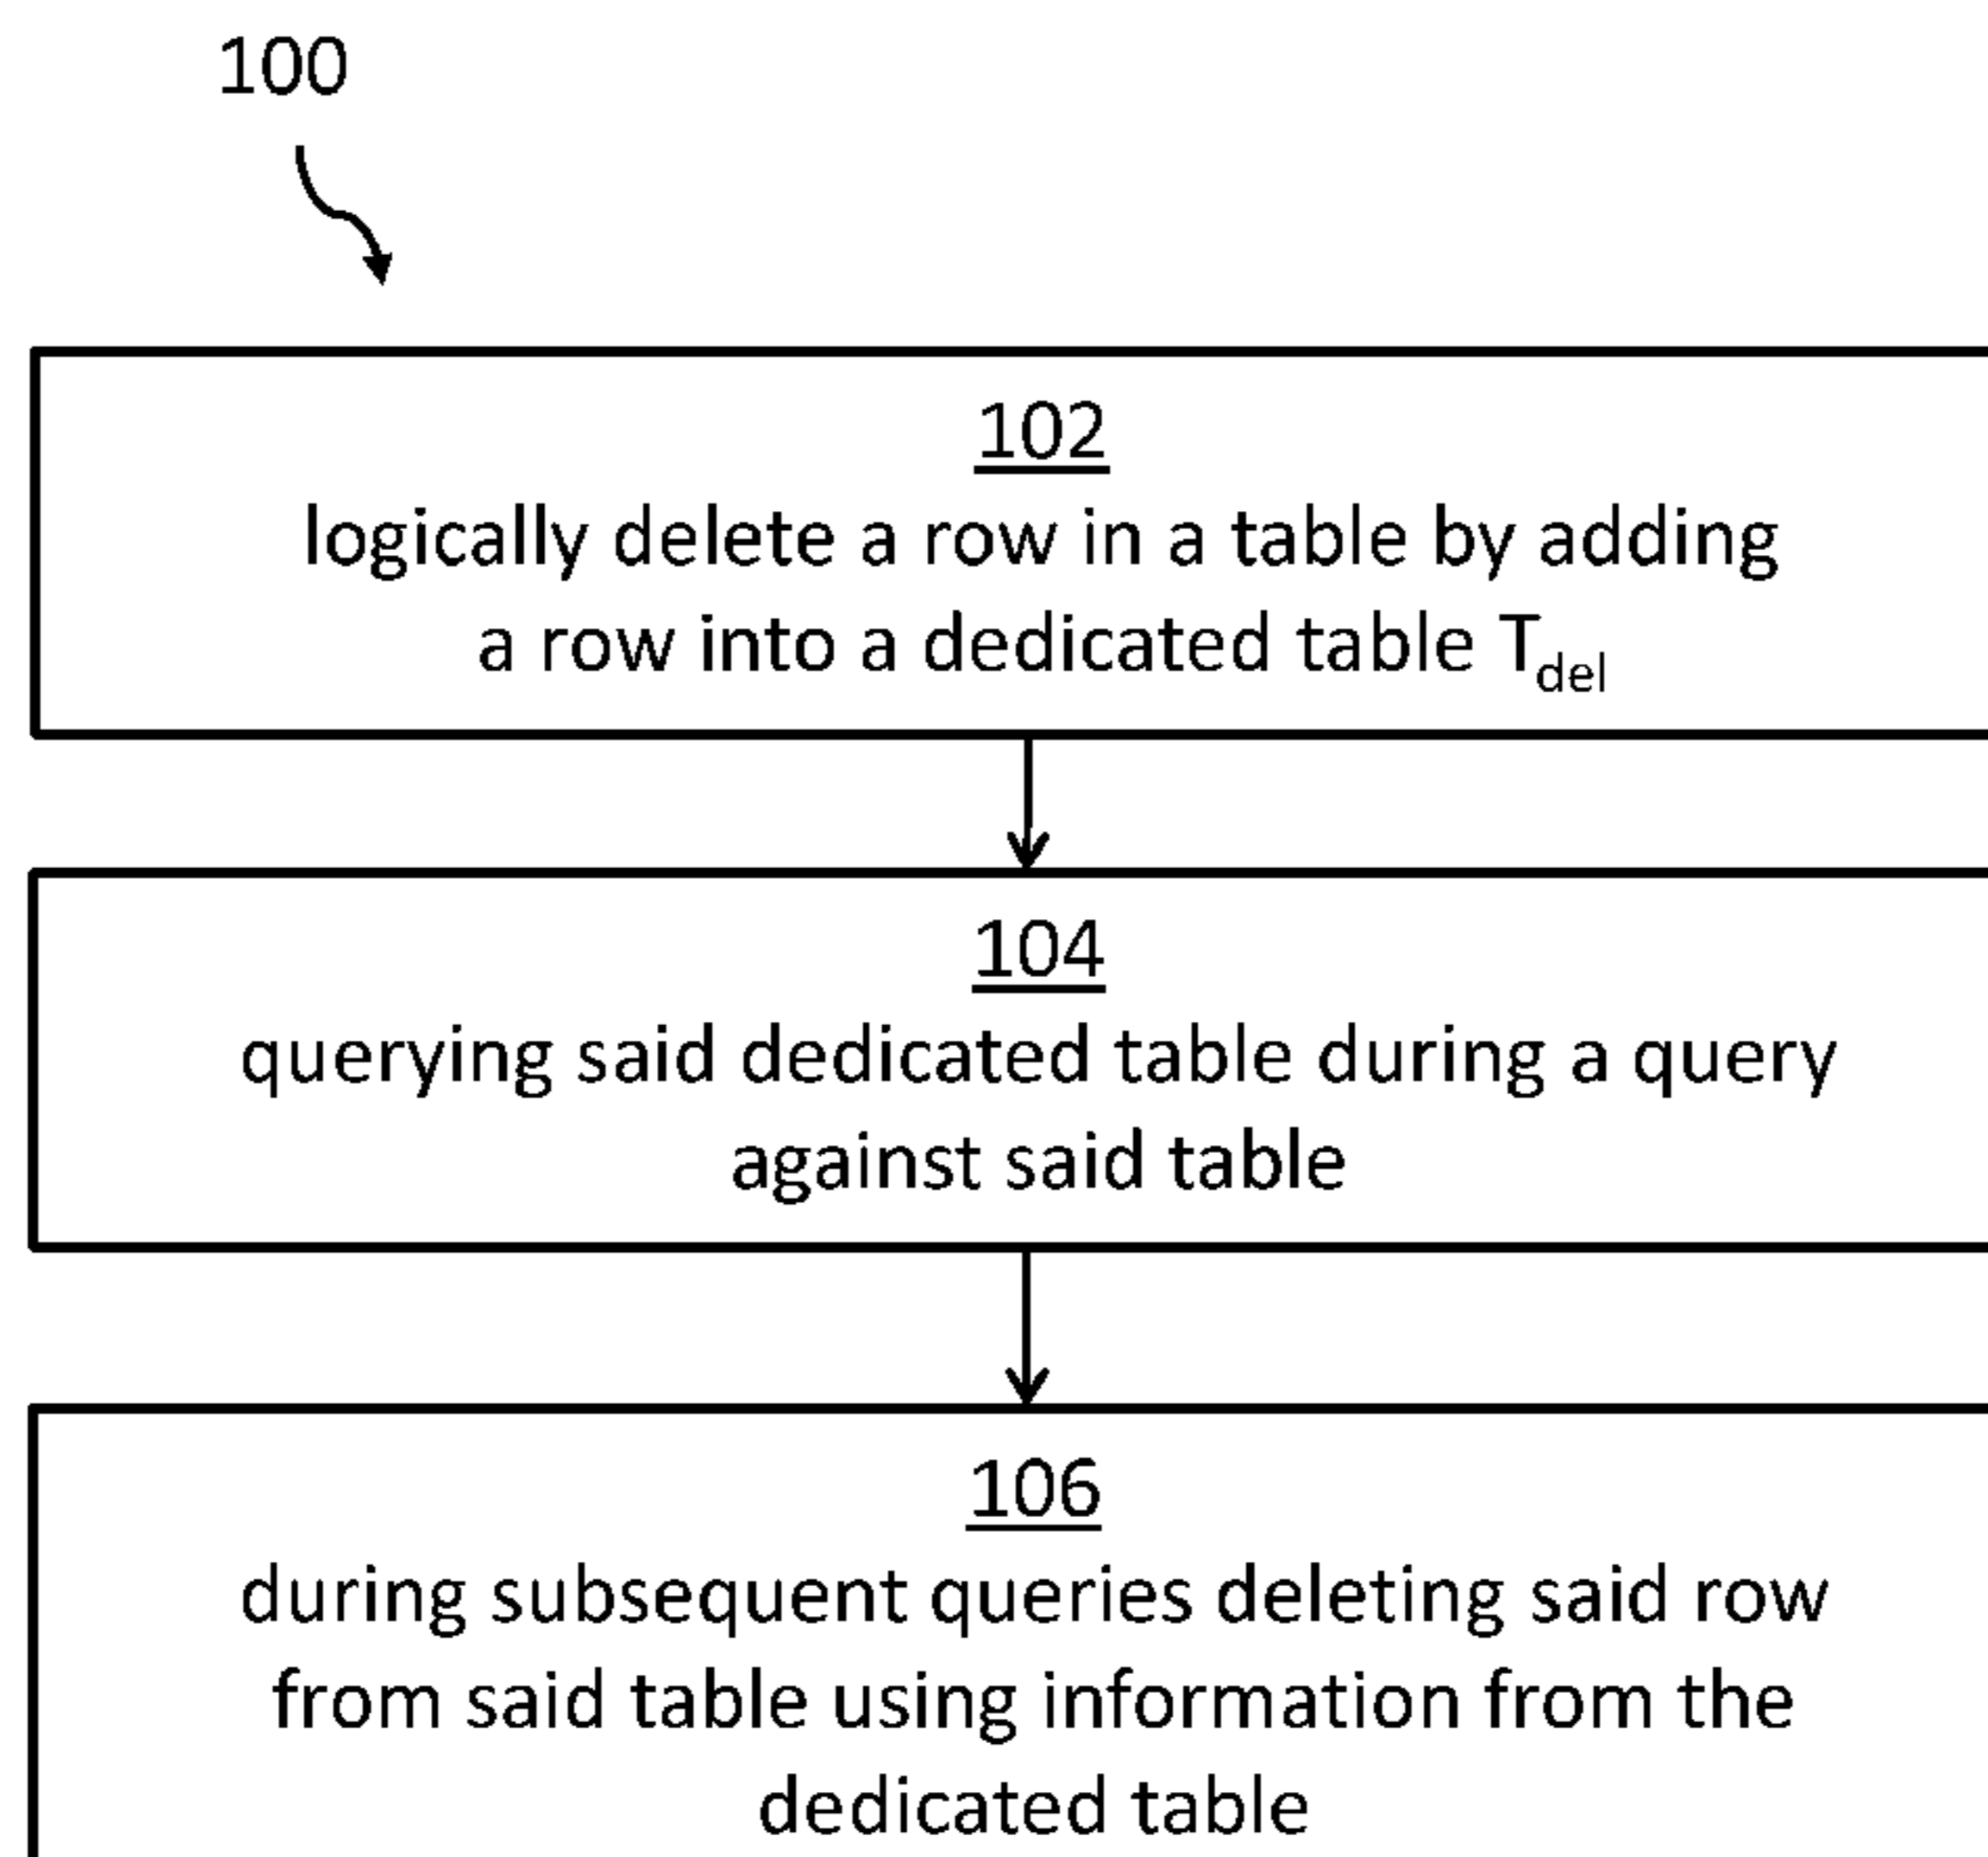 100
102
logically delete a row in a table by adding
a row into a dedicated table T_del
104
querying said dedicated table during a query
against said table
106
during subsequent queries deleting said row
from said table using information from the
dedicated table